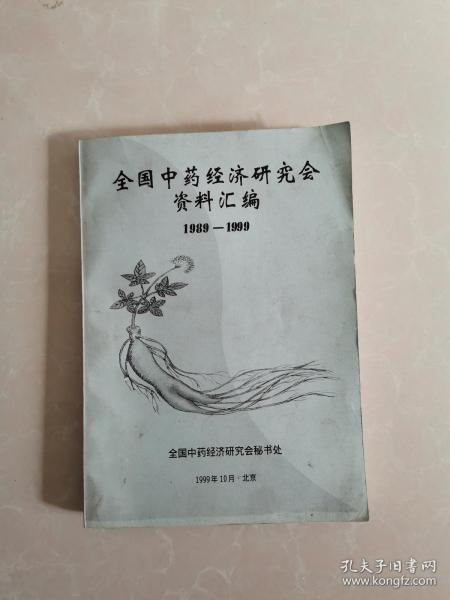 全国中药经济研究会
资料汇编
1989—1999
全国中药经济研究会秘书处
1999年10月·北京
孔夫子旧书网
www.kongfz.com